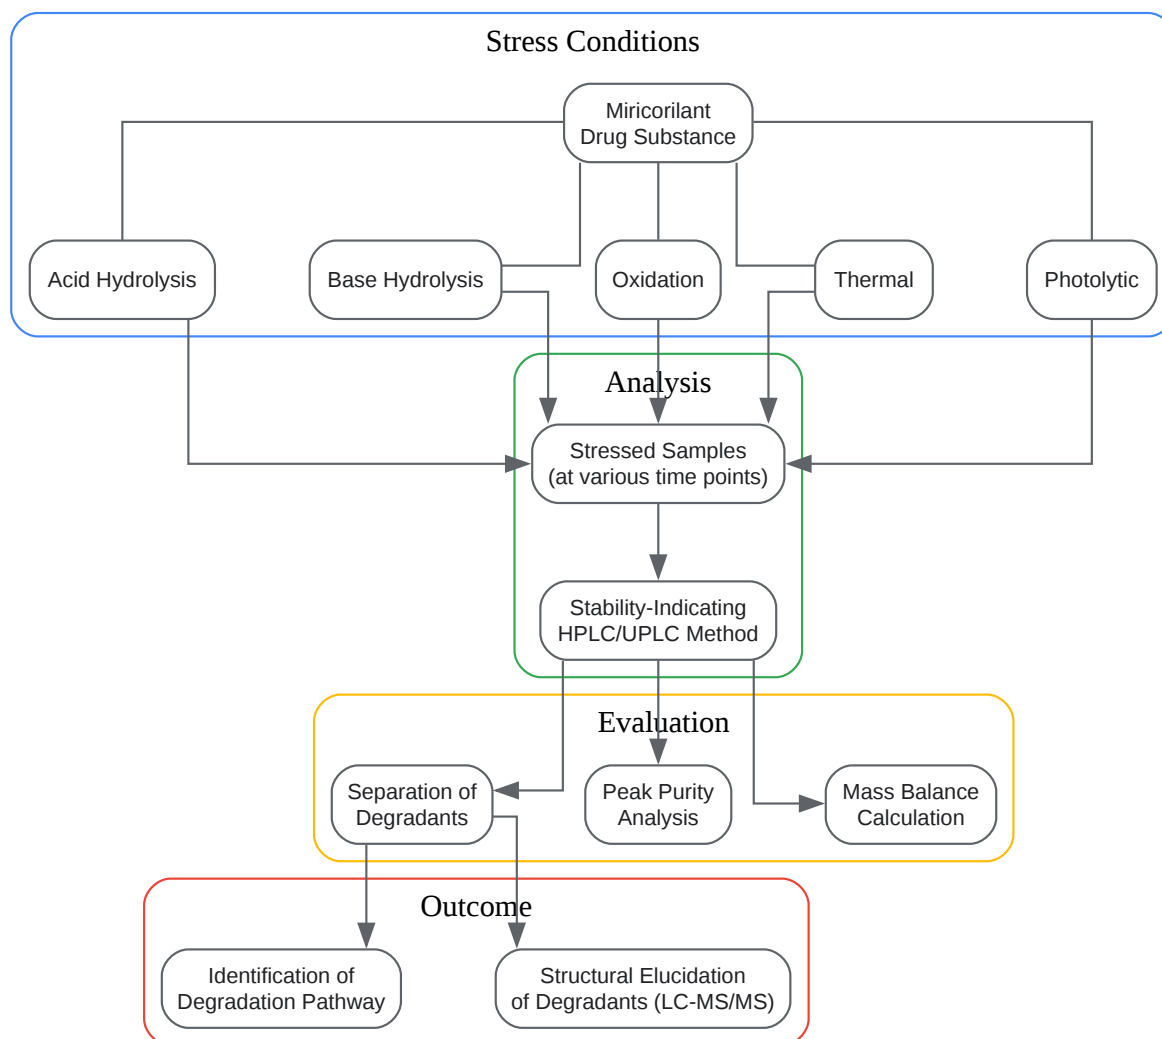 Stress Conditions
Miricorilant
Drug Substance
Acid Hydrolysis
Base Hydrolysis
Oxidation
Thermal
Photolytic
Analysis
Stressed Samples
(at various time points)
Stability-Indicating
HPLC/UPLC Method
Evaluation
Separation of
Degradants
Peak Purity
Analysis
Mass Balance
Calculation
Outcome
Identification of
Degradation Pathway
Structural Elucidation
of Degradants (LC-MS/MS)